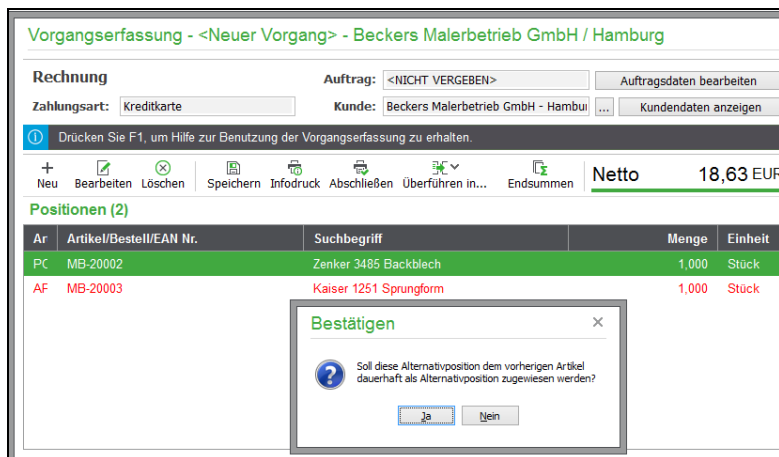 Vorgangserfassung - <Neuer Vorgang> - Beckers Malerbetrieb GmbH / Hamburg
Rechnung Auftrag: <NICHT VERGEBEN> Auftragsdaten bearbeiten
Zahlungsart: Kreditkarte Kunde: Beckers Malerbetrieb GmbH - Hambu ... Kundendaten anzeigen
Drücken Sie F1, um Hilfe zur Benutzung der Vorgangserfassung zu erhalten.
Neu Bearbeiten Löschen Speichern Infodruck Abschließen Überführen in... Endsummen Netto 18,63 EUR
Positionen (2)
Ar Artikel/Bestell/EAN Nr. Suchbegriff Menge Einheit
PC MB-20002 Zenker 3485 Backblech 1,000 Stück
AF MB-20003 Kaiser 1251 Sprungform 1,000 Stück
Bestätigen
Soll diese Alternativposition dem vorherigen Artikel
dauerhaft als Alternativposition zugewiesen werden?
Ja Nein